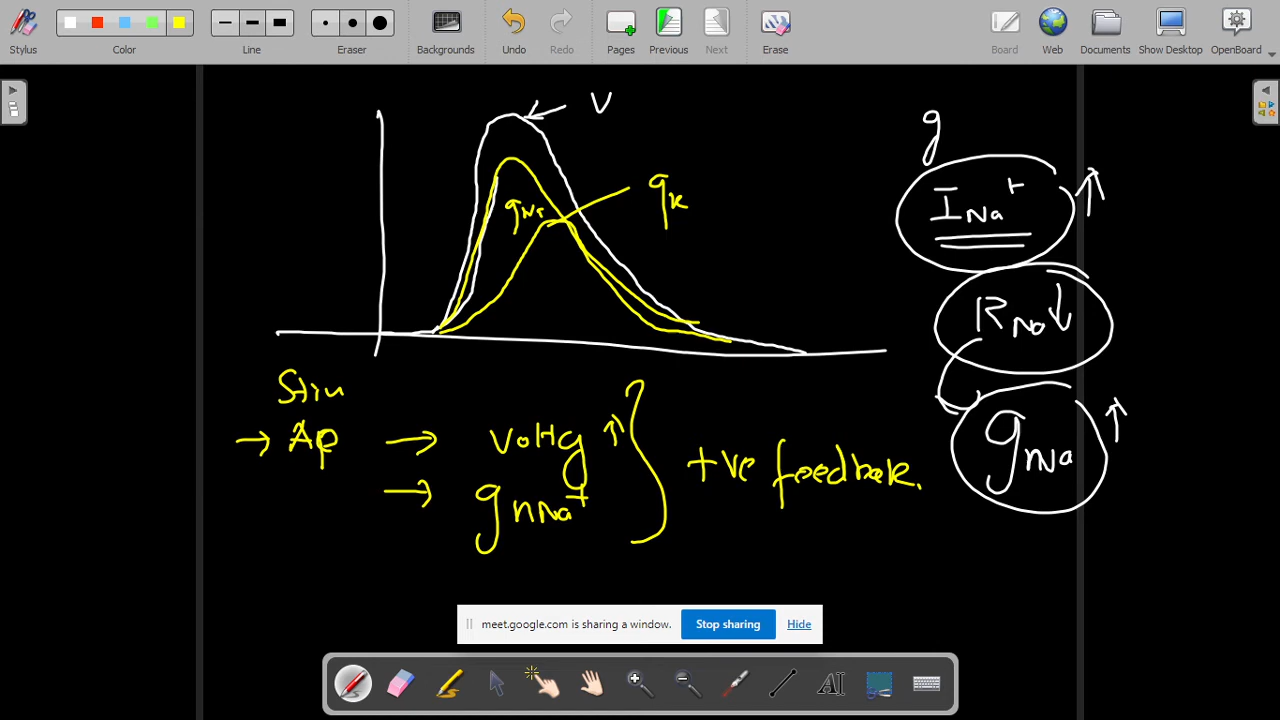 Stylus
Color
Line
Eraser
Backgrounds
Undo
Redo
Pages
Previous
Next
Erase
Board
Web
Documents
Show Desktop
OpenBoard
V
g
gNa
gK
INa+ ↑
RNa↓
gNa ↑
Stim
→ AP → voltg ↑
→ gnNa+
+ve feedback.
meet.google.com is sharing a window.
Stop sharing
Hide